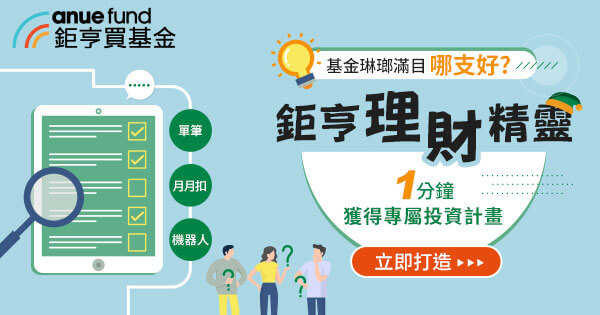 anue fund
鉅亨買基金
基金琳瑯滿目 哪支好?
鉅亨理財精靈
1分鐘
獲得專屬投資計畫
立即打造
單筆
月月扣
機器人